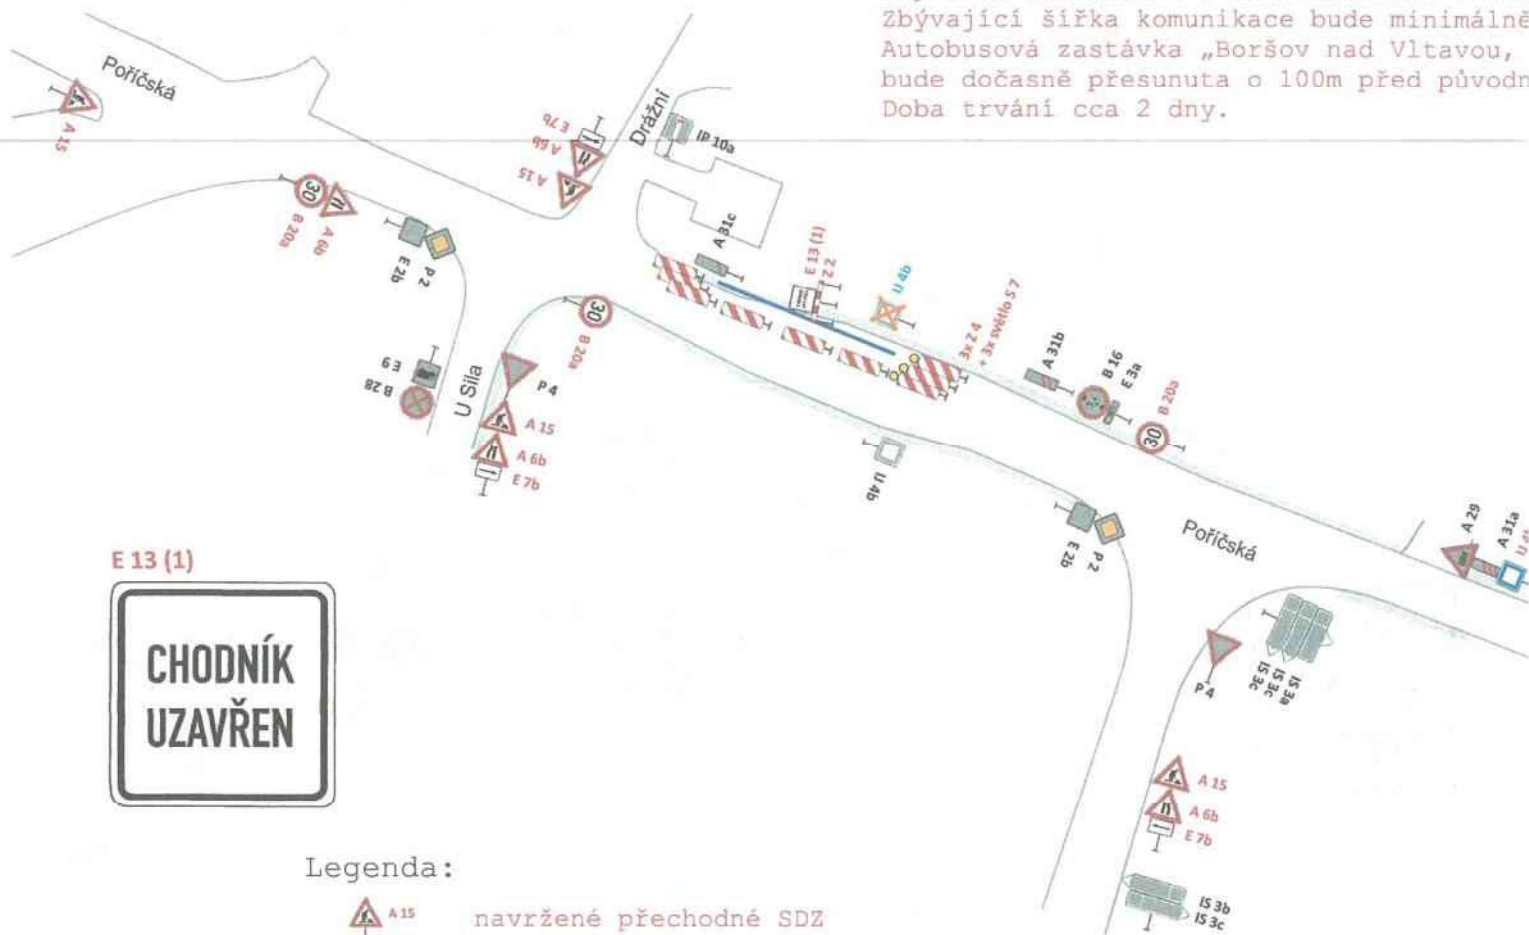 Zbývající šířka komunikace bude minimálně
Autobusová zastávka „Boršov nad Vltavou,
bude dočasně přesunuta o 100m před původn
Doba trvání cca 2 dny.
Poříčská
A 15
E 7b
A 6b
A 15
Drážní
IP 10a
30
B 20a
A 6b
E 2b
P 2
A 31c
E 13 (1)
Z 2
U 4b
3x Z 4
+ 3x světlo S 7
A 31b
B 16
E 3a
30
B 20a
30
B 20a
E 9
B 28
U Sila
P 4
A 15
A 6b
E 7b
U 4b
E 2b
P 2
Poříčská
A 29
A 31a
P 4
IS 3c
IS 3c
IS 3a
A 15
A 6b
E 7b
IS 3b
IS 3c
E 13 (1)
CHODNÍK
UZAVŘEN
Legenda:
A 15
navržené přechodné SDZ